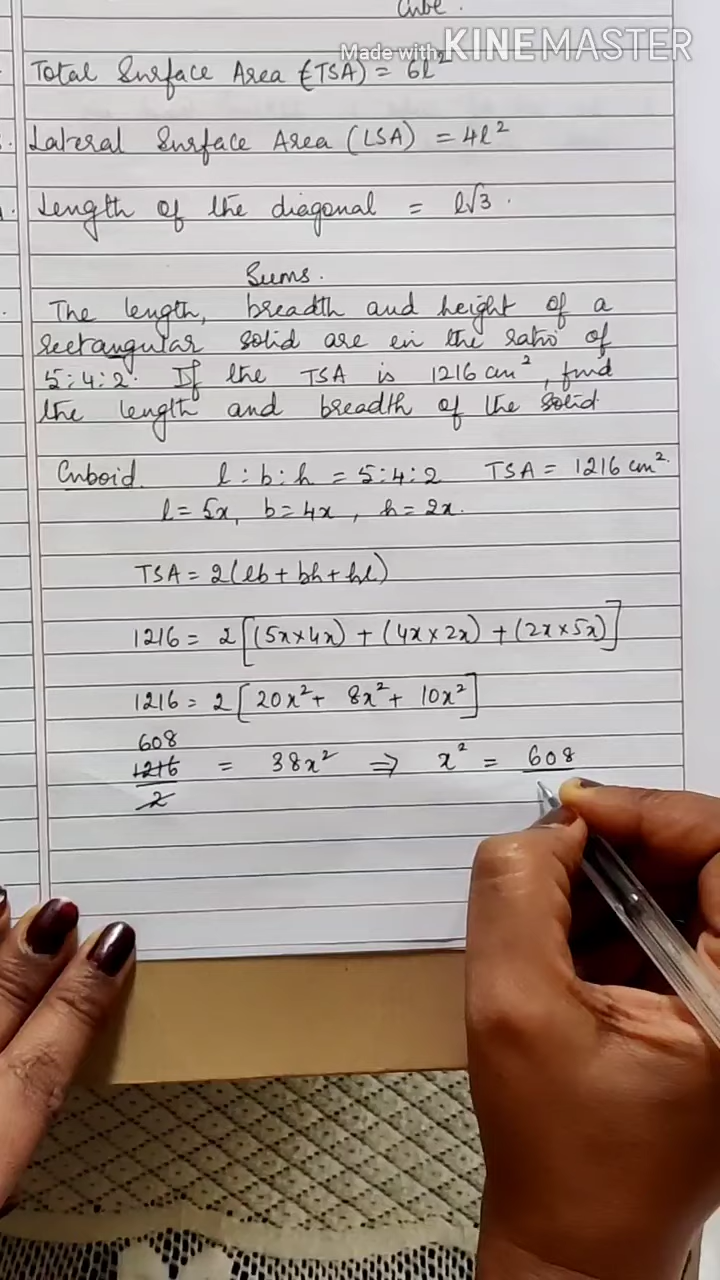 Cube.
Made with KINEMASTER
Total Surface Area (TSA) = 6l²
Lateral Surface Area (LSA) = 4l²
Length of the diagonal = l√3.
Sums.
The length, breadth and height of a
rectangular solid are in the ratio of
5:4:2. If the TSA is 1216 cm², find
the length and breadth of the solid
Cuboid. l : b : h = 5:4:2 TSA = 1216 cm².
l = 5x, b = 4x, h = 2x.
TSA = 2(lb + bh + hl)
1216 = 2[(5x×4x) + (4x×2x) + (2x×5x)]
1216 = 2[20x² + 8x² + 10x²]
608
1216 = 38x² ⇒ x² = 608
2